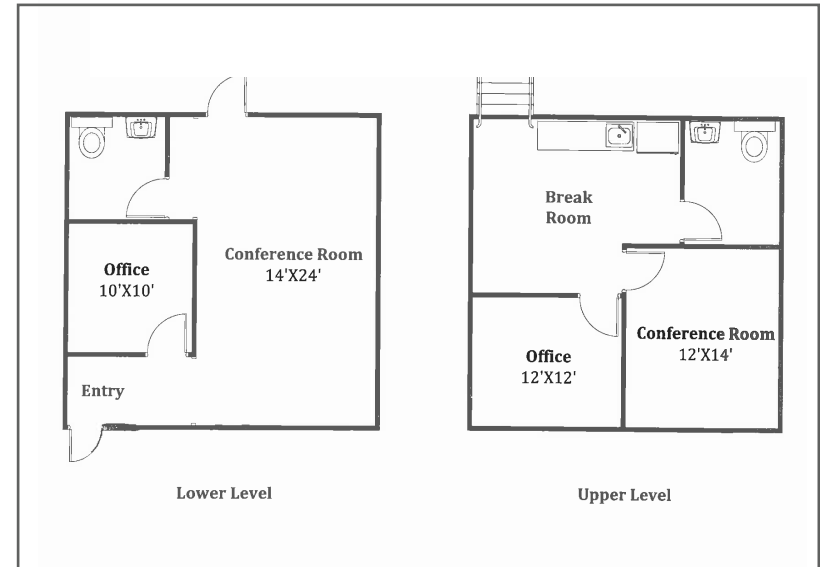 Office
10'X10'
Conference Room
14'X24'
Entry
Lower Level
Break
Room
Conference Room
12'X14'
Office
12'X12'
Upper Level